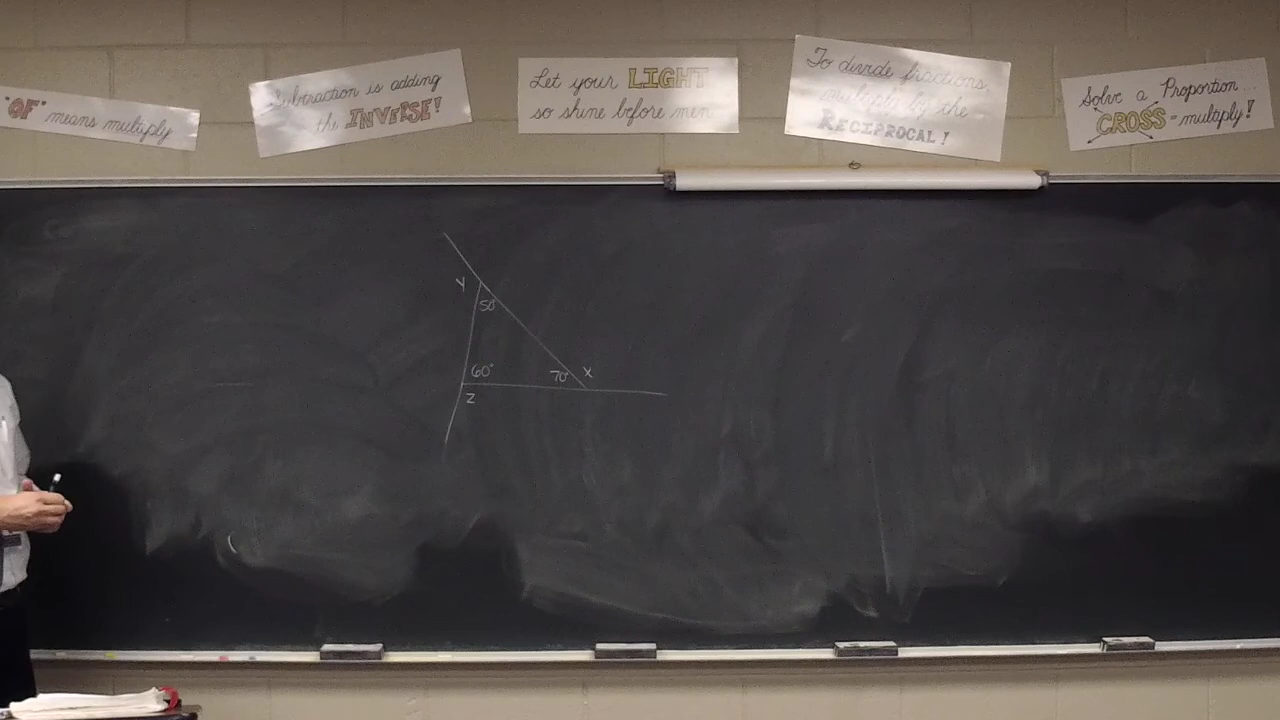 "OF" means multiply
Subtraction is adding
the INVERSE!
Let your LIGHT
so shine before men
To divide fractions,
multiply by the
RECIPROCAL!
Solve a Proportion...
CROSS-multiply!
Y
50°
60°
70°
X
Z